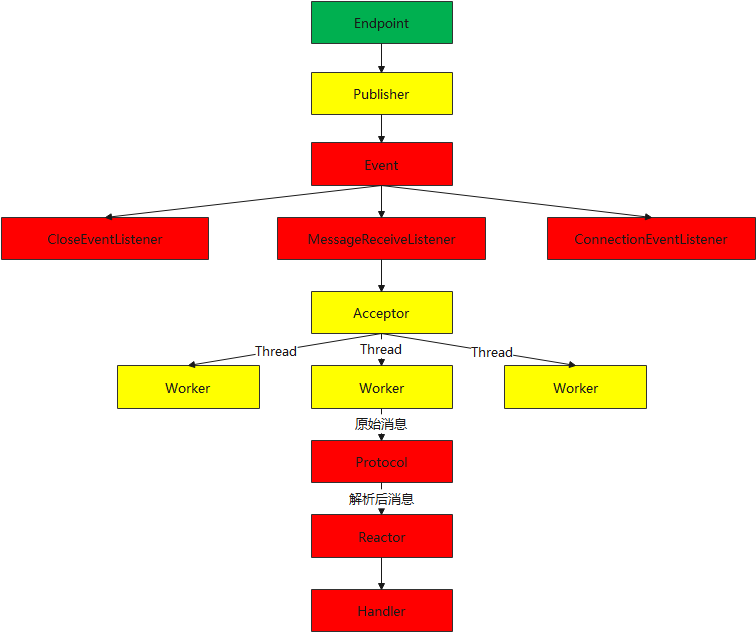 Endpoint
Publisher
Event
CloseEventListener
MessageReceiveListener
ConnectionEventListener
Acceptor
Thread
Thread
Thread
Worker
Worker
Worker
原始消息
Protocol
解析后消息
Reactor
Handler